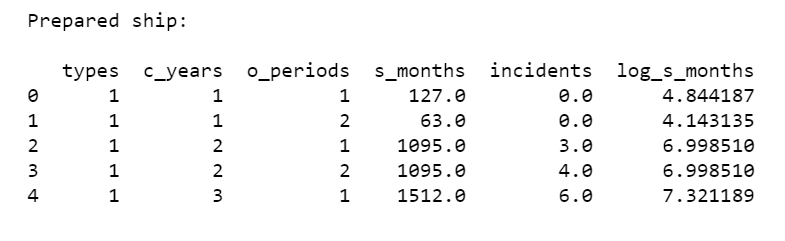 Prepared ship:
types c_years o_periods s_months incidents log_s_months
0 1 1 1 127.0 0.0 4.844187
1 1 1 2 63.0 0.0 4.143135
2 1 2 1 1095.0 3.0 6.998510
3 1 2 2 1095.0 4.0 6.998510
4 1 3 1 1512.0 6.0 7.321189